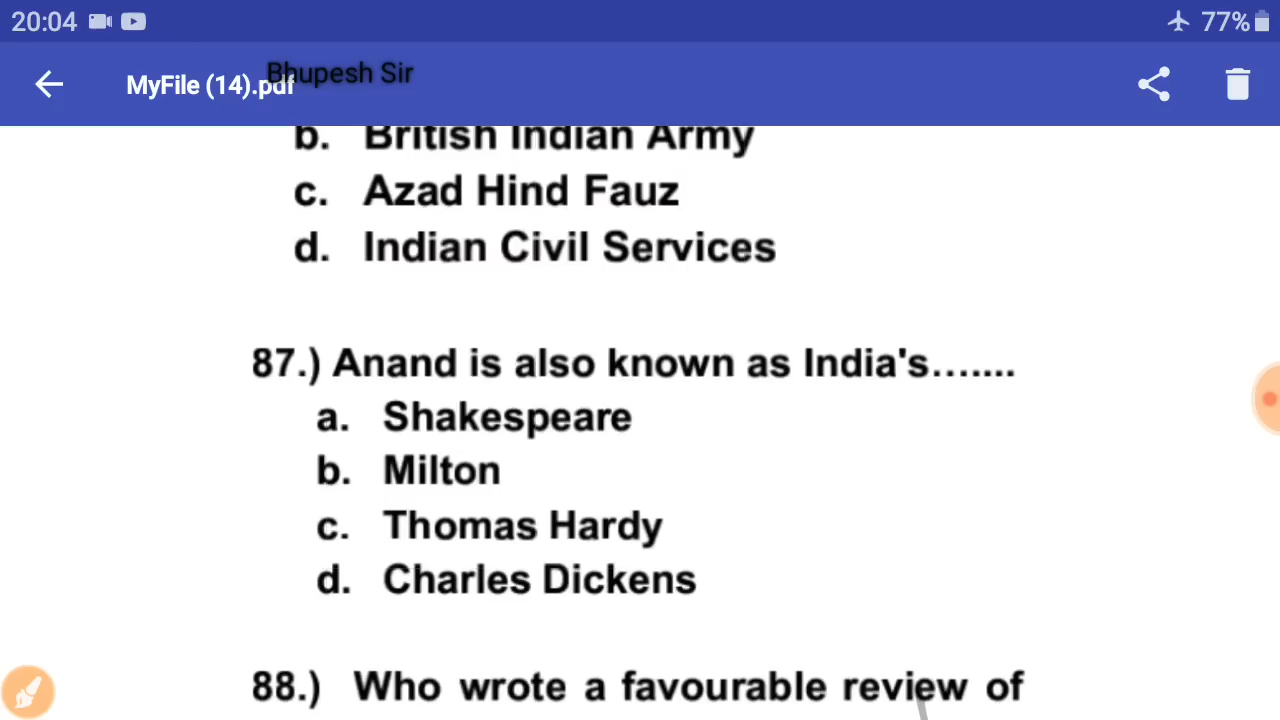 20:04
77%
MyFile (14).pdf
Bhupesh Sir
b. British Indian Army
c. Azad Hind Fauz
d. Indian Civil Services
87.) Anand is also known as India's.......
a. Shakespeare
b. Milton
c. Thomas Hardy
d. Charles Dickens
88.) Who wrote a favourable review of